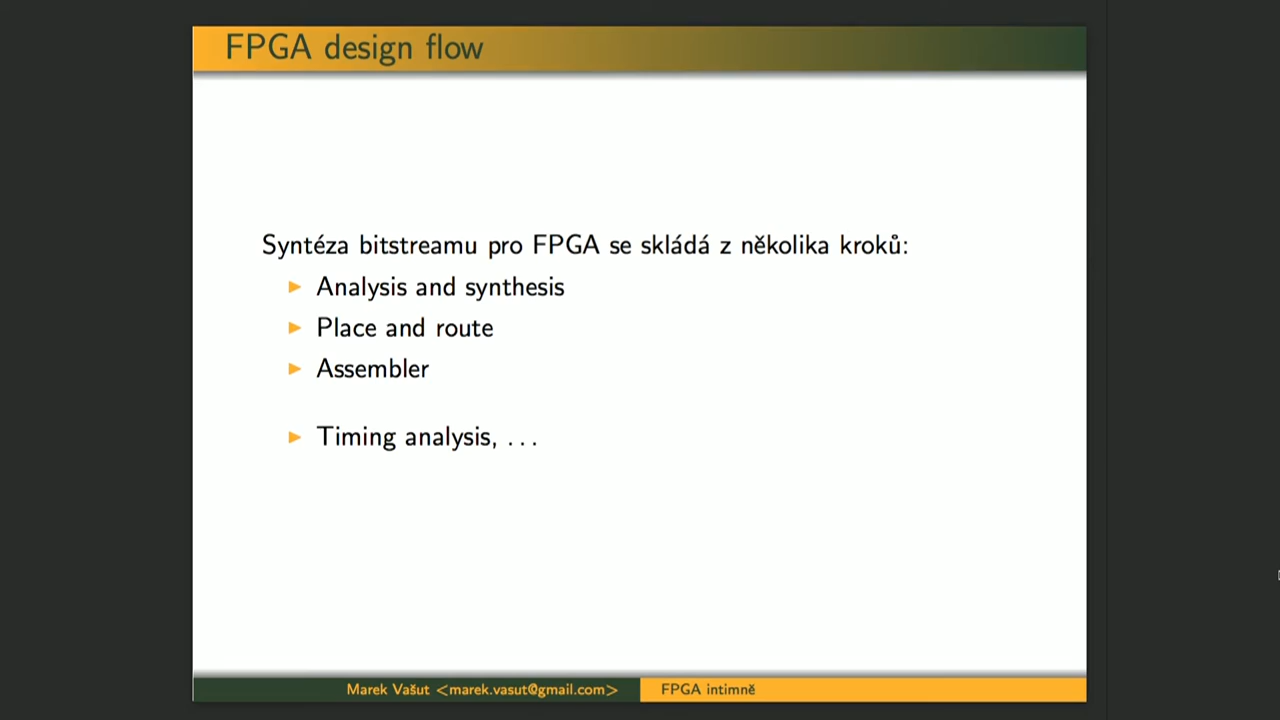 FPGA design flow
Syntéza bitstreamu pro FPGA se skládá z několika kroků:
Analysis and synthesis
Place and route
Assembler
Timing analysis, . . .
Marek Vašut <marek.vasut@gmail.com>
FPGA intimně